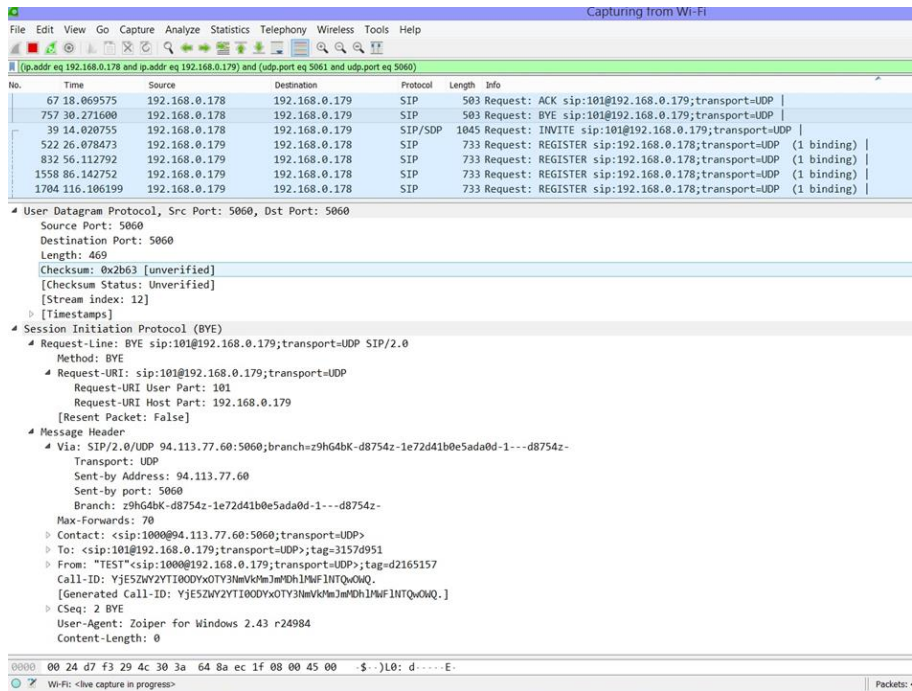 Capturing from Wi-Fi
File Edit View Go Capture Analyze Statistics Telephony Wireless Tools Help
(ip.addr eq 192.168.0.178 and ip.addr eq 192.168.0.179) and (udp.port eq 5061 and udp.port eq 5060)
No. Time Source Destination Protocol Length Info
67 18.069575 192.168.0.178 192.168.0.179 SIP 503 Request: ACK sip:101@192.168.0.179;transport=UDP |
757 30.271600 192.168.0.178 192.168.0.179 SIP 503 Request: BYE sip:101@192.168.0.179;transport=UDP |
39 14.020755 192.168.0.178 192.168.0.179 SIP/SDP 1045 Request: INVITE sip:101@192.168.0.179;transport=UDP |
522 26.078473 192.168.0.179 192.168.0.178 SIP 733 Request: REGISTER sip:192.168.0.178;transport=UDP (1 binding) |
832 56.112792 192.168.0.179 192.168.0.178 SIP 733 Request: REGISTER sip:192.168.0.178;transport=UDP (1 binding) |
1558 86.142752 192.168.0.179 192.168.0.178 SIP 733 Request: REGISTER sip:192.168.0.178;transport=UDP (1 binding) |
1704 116.106199 192.168.0.179 192.168.0.178 SIP 733 Request: REGISTER sip:192.168.0.178;transport=UDP (1 binding) |
User Datagram Protocol, Src Port: 5060, Dst Port: 5060
Source Port: 5060
Destination Port: 5060
Length: 469
Checksum: 0x2b63 [unverified]
[Checksum Status: Unverified]
[Stream index: 12]
[Timestamps]
Session Initiation Protocol (BYE)
Request-Line: BYE sip:101@192.168.0.179;transport=UDP SIP/2.0
Method: BYE
Request-URI: sip:101@192.168.0.179;transport=UDP
Request-URI User Part: 101
Request-URI Host Part: 192.168.0.179
[Resent Packet: False]
Message Header
Via: SIP/2.0/UDP 94.113.77.60:5060;branch=z9hG4bK-d8754z-1e72d41b0e5ada0d-1---d8754z-
Transport: UDP
Sent-by Address: 94.113.77.60
Sent-by port: 5060
Branch: z9hG4bK-d8754z-1e72d41b0e5ada0d-1---d8754z-
Max-Forwards: 70
Contact: <sip:1000@94.113.77.60:5060;transport=UDP>
To: <sip:101@192.168.0.179;transport=UDP>;tag=3157d951
From: "TEST"<sip:1000@192.168.0.179;transport=UDP>;tag=d2165157
Call-ID: YjE5ZWY2YTI0ODYxOTY3NmVkMmJmMDhlMWFlNTQwOWQ.
[Generated Call-ID: YjE5ZWY2YTI0ODYxOTY3NmVkMmJmMDhlMWFlNTQwOWQ.]
CSeq: 2 BYE
User-Agent: Zoiper for Windows 2.43 r24984
Content-Length: 0
0000 00 24 d7 f3 29 4c 30 3a 64 8a ec 1f 08 00 45 00 ·$··)L0: d·····E·
Wi-Fi: <live capture in progress>
Packets: